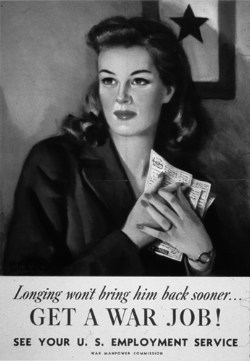 Longing won't bring him back sooner...
GET A WAR JOB!
SEE YOUR U. S. EMPLOYMENT SERVICE
WAR MANPOWER COMMISSION